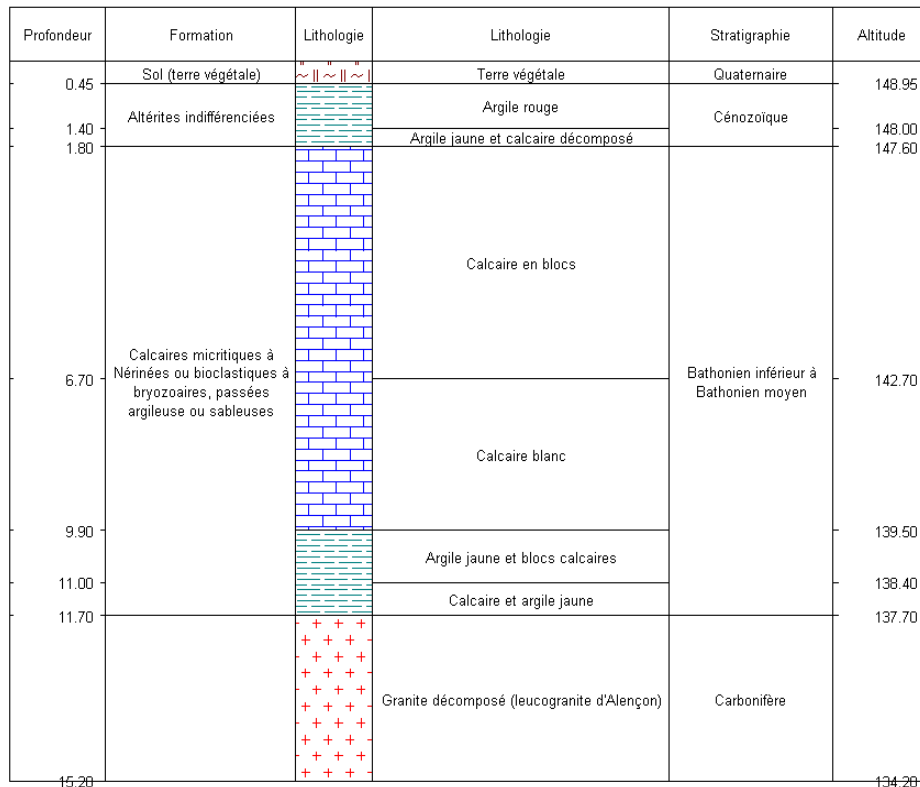 Profondeur Formation Lithologie Lithologie Stratigraphie Altitude
Sol (terre végétale) Terre végétale Quaternaire
0.45 148.95
Altérites indifférenciées Argile rouge Cénozoïque
1.40 148.00
Argile jaune et calcaire décomposé
1.80 147.60
Calcaire en blocs
Calcaires micritiques à
Nérinées ou bioclastiques à
bryozoaires, passées
argileuse ou sableuses
6.70 142.70
Bathonien inférieur à
Bathonien moyen
Calcaire blanc
9.90 139.50
Argile jaune et blocs calcaires
11.00 138.40
Calcaire et argile jaune
11.70 137.70
Granite décomposé (leucogranite d'Alençon) Carbonifère
15.20 134.20